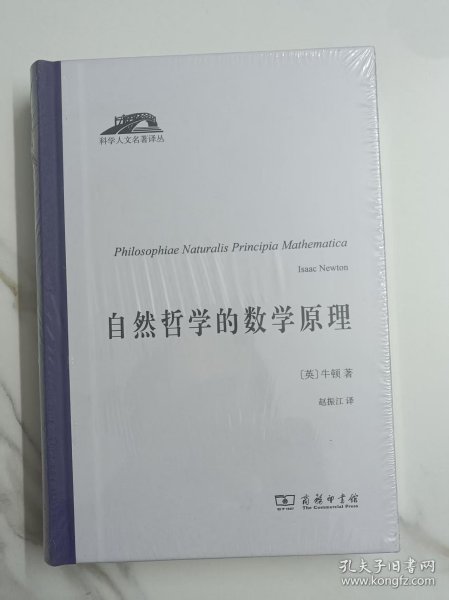 科学人文名著译丛
Philosophiae Naturalis Principia Mathematica
Isaac Newton
自然哲学的数学原理
〔英〕牛顿 著
赵振江 译
商务印书馆
The Commercial Press
孔夫子旧书网
www.kongfz.com